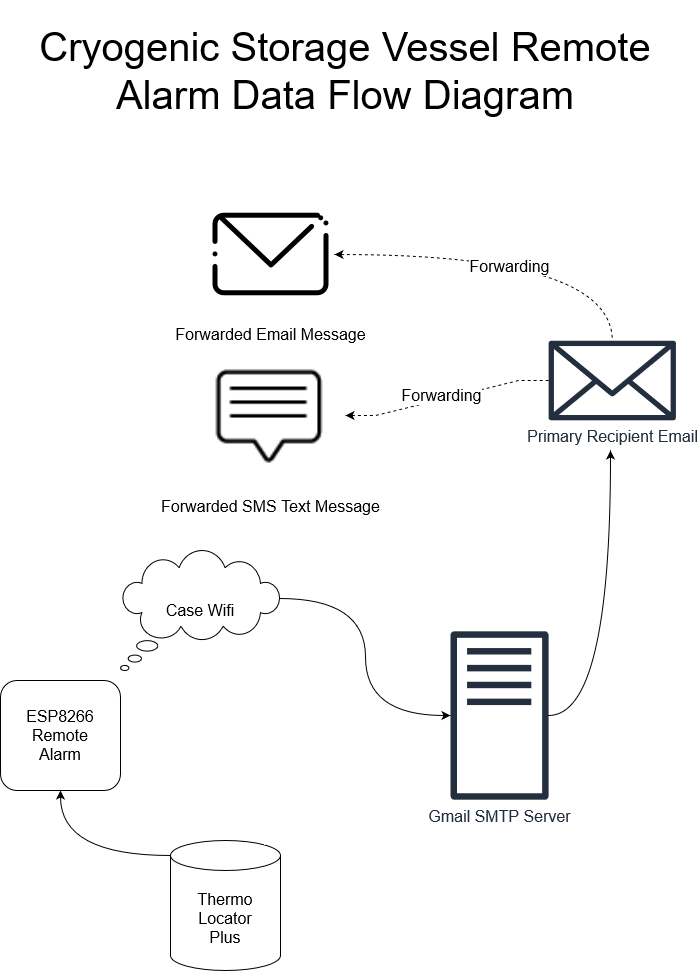 Cryogenic Storage Vessel Remote
Alarm Data Flow Diagram
Forwarding
Forwarded Email Message
Forwarding
Primary Recipient Email
Forwarded SMS Text Message
Case Wifi
ESP8266
Remote
Alarm
Gmail SMTP Server
Thermo
Locator
Plus